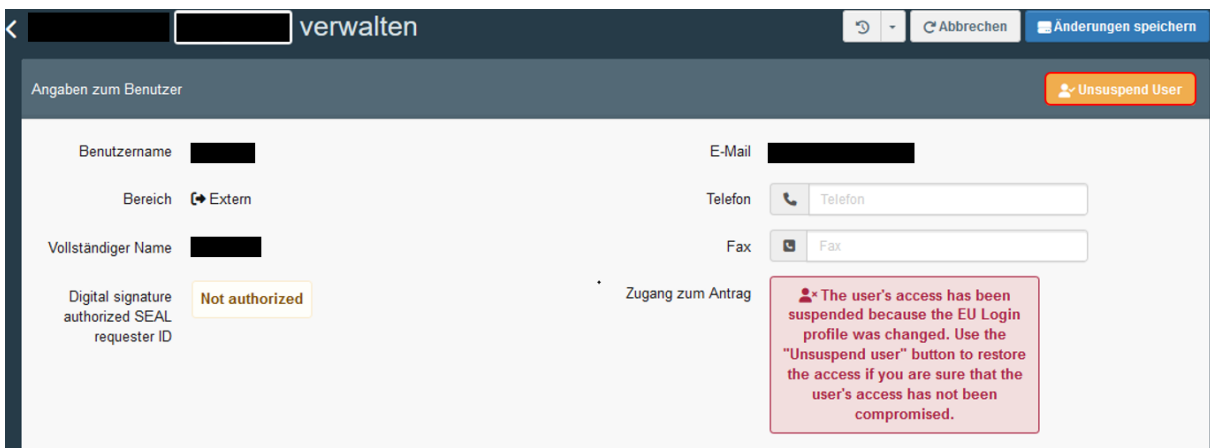 verwalten
Abbrechen
Änderungen speichern
Angaben zum Benutzer
Unsuspend User
Benutzername
E-Mail
Bereich
Extern
Telefon
Telefon
Vollständiger Name
Fax
Fax
Digital signature
authorized SEAL
requester ID
Not authorized
Zugang zum Antrag
The user's access has been
suspended because the EU Login
profile was changed. Use the
"Unsuspend user" button to restore
the access if you are sure that the
user's access has not been
compromised.